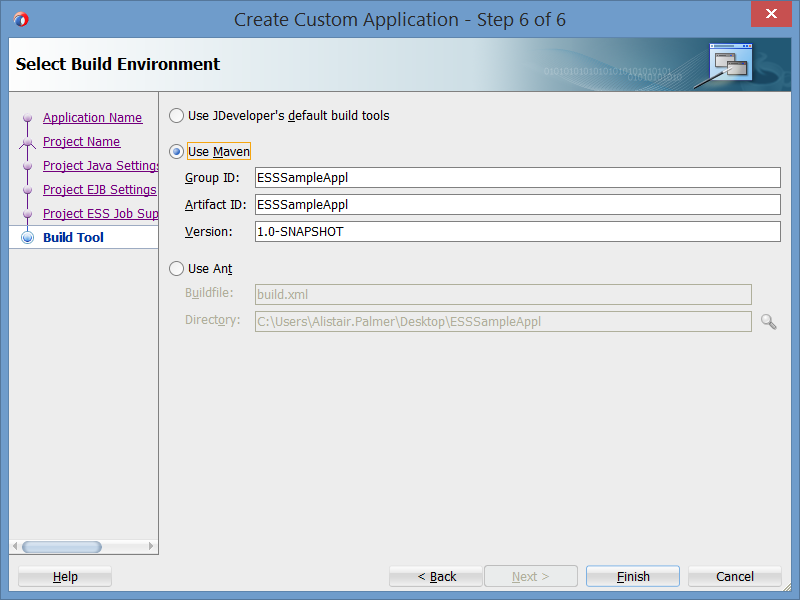 Create Custom Application - Step 6 of 6
Select Build Environment
Application Name
Project Name
Project Java Settings
Project EJB Settings
Project ESS Job Sup
Build Tool
Use JDeveloper's default build tools
Use Maven
Group ID: ESSSampleAppl
Artifact ID: ESSSampleAppl
Version: 1.0-SNAPSHOT
Use Ant
Buildfile: build.xml
Directory: C:\Users\Alistair.Palmer\Desktop\ESSSampleAppl
Help < Back Next > Finish Cancel